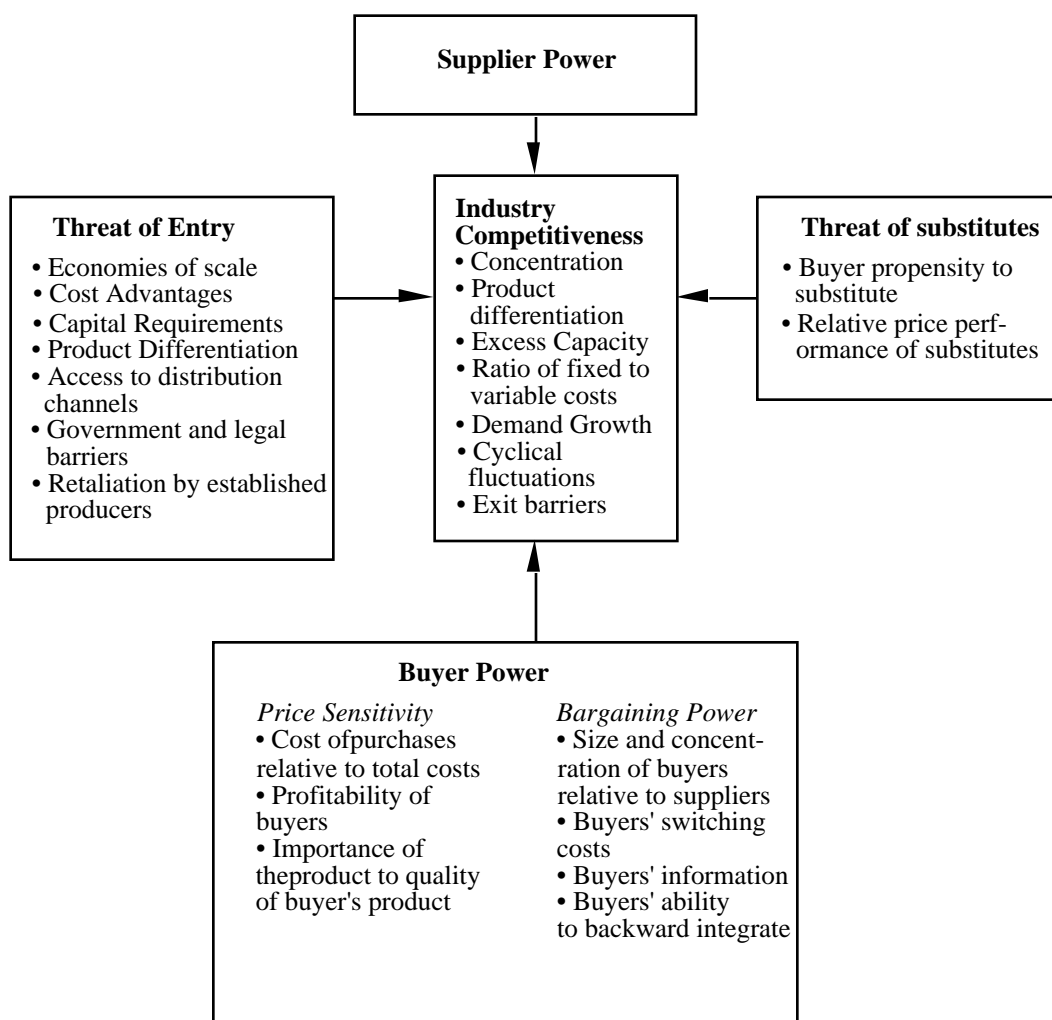 Supplier Power
Threat of Entry
• Economies of scale
• Cost Advantages
• Capital Requirements
• Product Differentiation
• Access to distribution
channels
• Government and legal
barriers
• Retaliation by established
producers
Industry
Competitiveness
• Concentration
• Product
differentiation
• Excess Capacity
• Ratio of fixed to
variable costs
• Demand Growth
• Cyclical
fluctuations
• Exit barriers
Threat of substitutes
• Buyer propensity to
substitute
• Relative price perf-
ormance of substitutes
Buyer Power
Price Sensitivity
• Cost ofpurchases
relative to total costs
• Profitability of
buyers
• Importance of
theproduct to quality
of buyer's product
Bargaining Power
• Size and concent-
ration of buyers
relative to suppliers
• Buyers' switching
costs
• Buyers' information
• Buyers' ability
to backward integrate